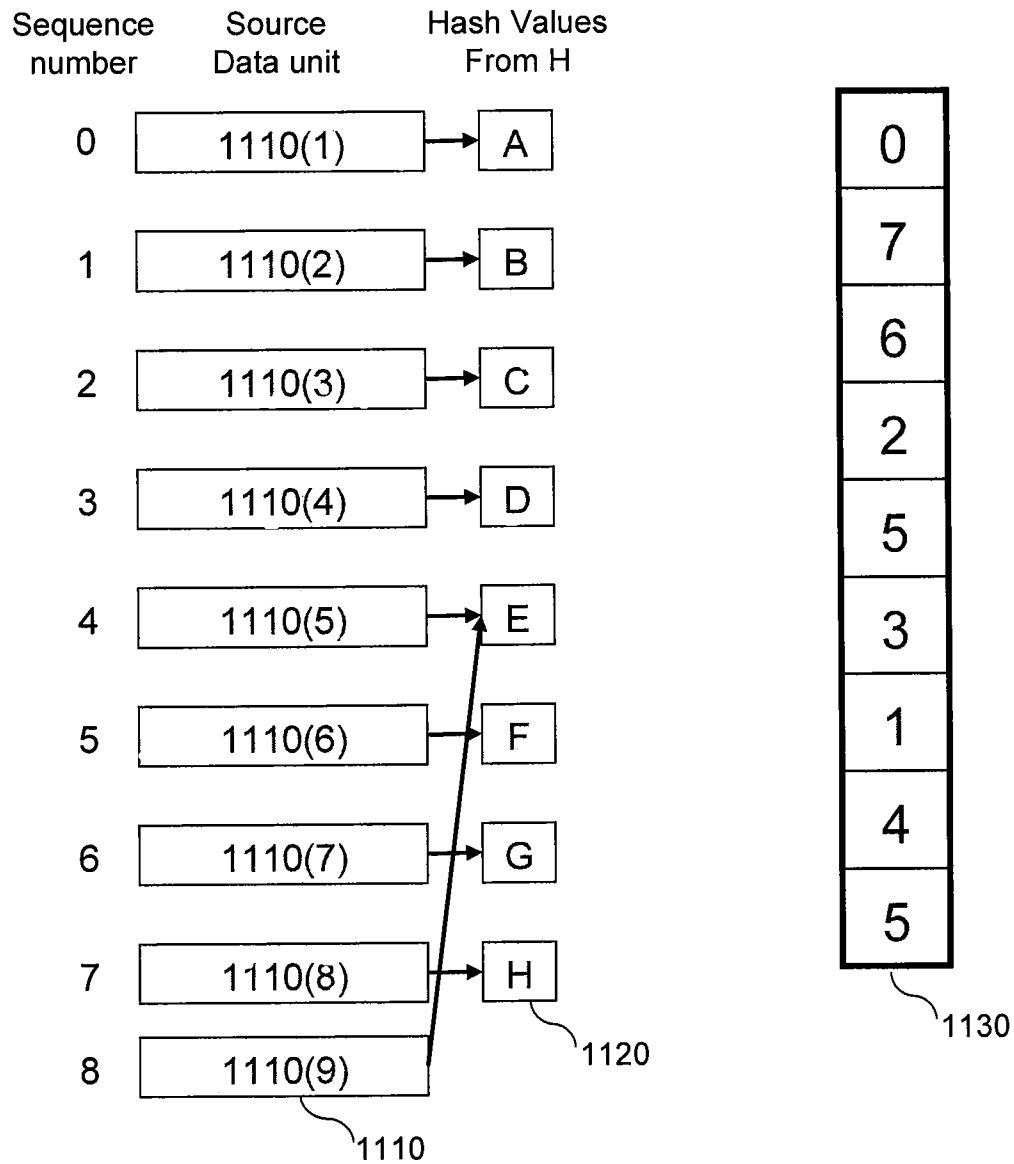 Sequence number
Source Data unit
Hash Values From H
0
1110(1)
A
1
1110(2)
B
2
1110(3)
C
3
1110(4)
D
4
1110(5)
E
5
1110(6)
F
6
1110(7)
G
7
1110(8)
H
8
1110(9)
1120
1110
0
7
6
2
5
3
1
4
5
1130